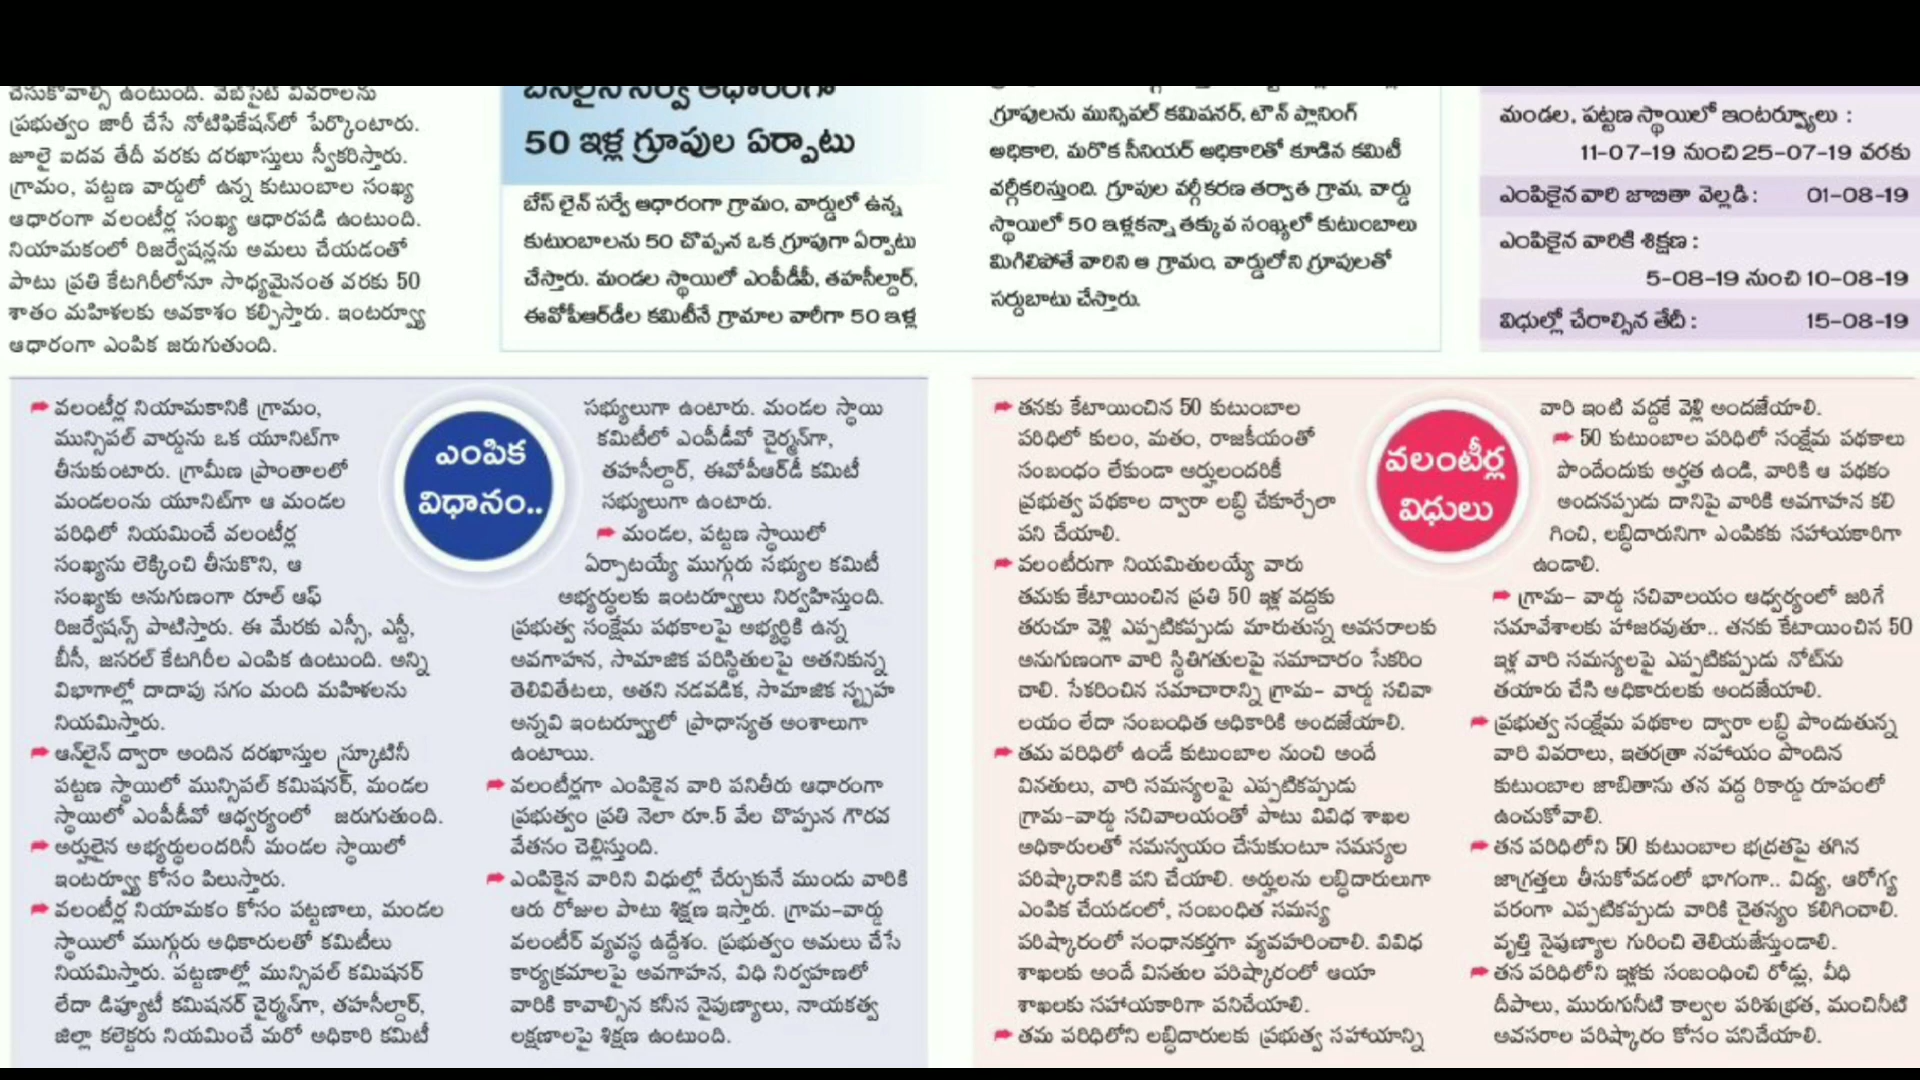 చేసుకోవాల్సి ఉంటుంది. వెబ్‌సైట్ వివరాలను
ప్రభుత్వం జారీ చేసే నోటిఫికేషన్‌లో పేర్కొంటారు.
జూలై ఐదవ తేదీ వరకు దరఖాస్తులు స్వీకరిస్తారు.
గ్రామం, పట్టణ వార్డులో ఉన్న కుటుంబాల సంఖ్య
ఆధారంగా వలంటీర్ల సంఖ్య ఆధారపడి ఉంటుంది.
నియామకంలో రిజర్వేషన్లను అమలు చేయడంతో
పాటు ప్రతి కేటగిరీలోనూ సాధ్యమైనంత వరకు 50
శాతం మహిళలకు అవకాశం కల్పిస్తారు. ఇంటర్వ్యూ
ఆధారంగా ఎంపిక జరుగుతుంది.
బేస్‌లైన్ సర్వే ఆధారంగా
50 ఇళ్ల గ్రూపుల ఏర్పాటు
బేస్ లైన్ సర్వే ఆధారంగా గ్రామం, వార్డులో ఉన్న
కుటుంబాలను 50 చొప్పన ఒక గ్రూపుగా ఏర్పాటు
చేస్తారు. మండల స్థాయిలో ఎంపీడీపీ, తహసీల్దార్,
ఈవోపీఆర్‌డీల కమిటీనే గ్రామాల వారీగా 50 ఇళ్ల
గ్రూపులను మున్సిపల్ కమిషనర్, టౌన్ ప్లానింగ్
అధికారి, మరొక సీనియర్ అధికారితో కూడిన కమిటీ
వర్గీకరిస్తుంది. గ్రూపుల వర్గీకరణ తర్వాత గ్రామ, వార్డు
స్థాయిలో 50 ఇళ్లకన్నా తక్కువ సంఖ్యలో కుటుంబాలు
మిగిలిపోతే వారిని ఆ గ్రామం, వార్డులోని గ్రూపులతో
సర్దుబాటు చేస్తారు.
మండల, పట్టణ స్థాయిలో ఇంటర్వ్యూలు :
11-07-19 నుంచి 25-07-19 వరకు
ఎంపికైన వారి జాబితా వెల్లడి : 01-08-19
ఎంపికైన వారికి శిక్షణ :
5-08-19 నుంచి 10-08-19
విధుల్లో చేరాల్సిన తేదీ : 15-08-19
ఎంపిక
విధానం..
వలంటీర్ల నియామకానికి గ్రామం,
మున్సిపల్ వార్డును ఒక యూనిట్‌గా
తీసుకుంటారు. గ్రామీణ ప్రాంతాలలో
మండలంను యూనిట్‌గా ఆ మండల
పరిధిలో నియమించే వలంటీర్ల
సంఖ్యను లెక్కించి తీసుకొని, ఆ
సంఖ్యకు అనుగుణంగా రూల్ ఆఫ్
రిజర్వేషన్స్ పాటిస్తారు. ఈ మేరకు ఎస్సీ, ఎస్టీ,
బీసీ, జనరల్ కేటగిరీల ఎంపిక ఉంటుంది. అన్ని
విభాగాల్లో దాదాపు సగం మంది మహిళలను
నియమిస్తారు.
ఆన్‌లైన్ ద్వారా అందిన దరఖాస్తుల స్క్రూటినీ
పట్టణ స్థాయిలో మున్సిపల్ కమిషనర్, మండల
స్థాయిలో ఎంపీడీవో ఆధ్వర్యంలో జరుగుతుంది.
అర్హులైన అభ్యర్థులందరినీ మండల స్థాయిలో
ఇంటర్వ్యూ కోసం పిలుస్తారు.
వలంటీర్ల నియామకం కోసం పట్టణాలు, మండల
స్థాయిలో ముగ్గురు అధికారులతో కమిటీలు
నియమిస్తారు. పట్టణాల్లో మున్సిపల్ కమిషనర్
లేదా డిప్యూటీ కమిషనర్ చైర్మన్‌గా, తహసీల్దార్,
జిల్లా కలెక్టరు నియమించే మరో అధికారి కమిటీ
సభ్యులుగా ఉంటారు. మండల స్థాయి
కమిటీలో ఎంపీడీవో చైర్మన్‌గా,
తహసీల్దార్, ఈవోపీఆర్‌డీ కమిటీ
సభ్యులుగా ఉంటారు.
మండల, పట్టణ స్థాయిలో
ఏర్పాటయ్యే ముగ్గురు సభ్యుల కమిటీ
అభ్యర్థులకు ఇంటర్వ్యూలు నిర్వహిస్తుంది.
ప్రభుత్వ సంక్షేమ పథకాలపై అభ్యర్థికి ఉన్న
అవగాహన, సామాజిక పరిస్థితులపై అతనికున్న
తెలివితేటలు, అతని నడవడిక, సామాజిక స్పృహ
అన్నవి ఇంటర్వ్యూలో ప్రాధాన్యత అంశాలుగా
ఉంటాయి.
వలంటీర్లగా ఎంపికైన వారి పనితీరు ఆధారంగా
ప్రభుత్వం ప్రతి నెలా రూ.5 వేల చొప్పున గౌరవ
వేతనం చెల్లిస్తుంది.
ఎంపికైన వారిని విధుల్లో చేర్చుకునే ముందు వారికి
ఆరు రోజుల పాటు శిక్షణ ఇస్తారు. గ్రామ-వార్డు
వలంటీర్ వ్యవస్థ ఉద్దేశం. ప్రభుత్వం అమలు చేసే
కార్యక్రమాలపై అవగాహన, విధి నిర్వహణలో
వారికి కావాల్సిన కనీస నైపుణ్యాలు, నాయకత్వ
లక్షణాలపై శిక్షణ ఉంటుంది.
వలంటీర్ల
విధులు
తనకు కేటాయించిన 50 కుటుంబాల
పరిధిలో కులం, మతం, రాజకీయంతో
సంబంధం లేకుండా అర్హులందరికీ
ప్రభుత్వ పథకాల ద్వారా లబ్ధి చేకూర్చేలా
పని చేయాలి.
వలంటీరుగా నియమితులయ్యే వారు
తమకు కేటాయించిన ప్రతి 50 ఇళ్ల వద్దకు
తరుచూ వెళ్లి ఎప్పటికప్పుడు మారుతున్న అవసరాలకు
అనుగుణంగా వారి స్థితిగతులపై సమాచారం సేకరిం
చాలి. సేకరించిన సమాచారాన్ని గ్రామ- వార్డు సచివా
లయం లేదా సంబంధిత అధికారికి అందజేయాలి.
తమ పరిధిలో ఉండే కుటుంబాల నుంచి అందే
వినతులు, వారి సమస్యలపై ఎప్పటికప్పుడు
గ్రామ-వార్డు సచివాలయంతో పాటు వివిధ శాఖల
అధికారులతో సమన్వయం చేసుకుంటూ సమస్యల
పరిష్కారానికి పని చేయాలి. అర్హులను లబ్ధిదారులుగా
ఎంపిక చేయడంలో, సంబంధిత సమస్య
పరిష్కారంలో సంధానకర్తగా వ్యవహరించాలి. వివిధ
శాఖలకు అందే వినతుల పరిష్కారంలో ఆయా
శాఖలకు సహాయకారిగా పనిచేయాలి.
తమ పరిధిలోని లబ్ధిదారులకు ప్రభుత్వ సహాయాన్ని
వారి ఇంటి వద్దకే వెళ్లి అందజేయాలి.
50 కుటుంబాల పరిధిలో సంక్షేమ పథకాలు
పొందేందుకు అర్హత ఉండి, వారికి ఆ పథకం
అందనప్పుడు దానిపై వారికి అవగాహన కలి
గించి, లబ్ధిదారునిగా ఎంపికకు సహాయకారిగా
ఉండాలి.
గ్రామ- వార్డు సచివాలయం ఆధ్వర్యంలో జరిగే
సమావేశాలకు హాజరవుతూ.. తనకు కేటాయించిన 50
ఇళ్ల వారి సమస్యలపై ఎప్పటికప్పుడు నోట్‌ను
తయారు చేసి అధికారులకు అందజేయాలి.
ప్రభుత్వ సంక్షేమ పథకాల ద్వారా లబ్ధి పొందుతున్న
వారి వివరాలు, ఇతరత్రా సహాయం పొందిన
కుటుంబాల జాబితాను తన వద్ద రికార్డు రూపంలో
ఉంచుకోవాలి.
తన పరిధిలోని 50 కుటుంబాల భద్రతపై తగిన
జాగ్రత్తలు తీసుకోవడంలో భాగంగా.. విద్య, ఆరోగ్య
పరంగా ఎప్పటికప్పుడు వారికి చైతన్యం కలిగించాలి.
వృత్తి నైపుణ్యాల గురించి తెలియజేస్తుండాలి.
తన పరిధిలోని ఇళ్లకు సంబంధించి రోడ్లు, వీధి
దీపాలు, మురుగునీటి కాల్వల పరిశుభ్రత, మంచినీటి
అవసరాల పరిష్కారం కోసం పనిచేయాలి.